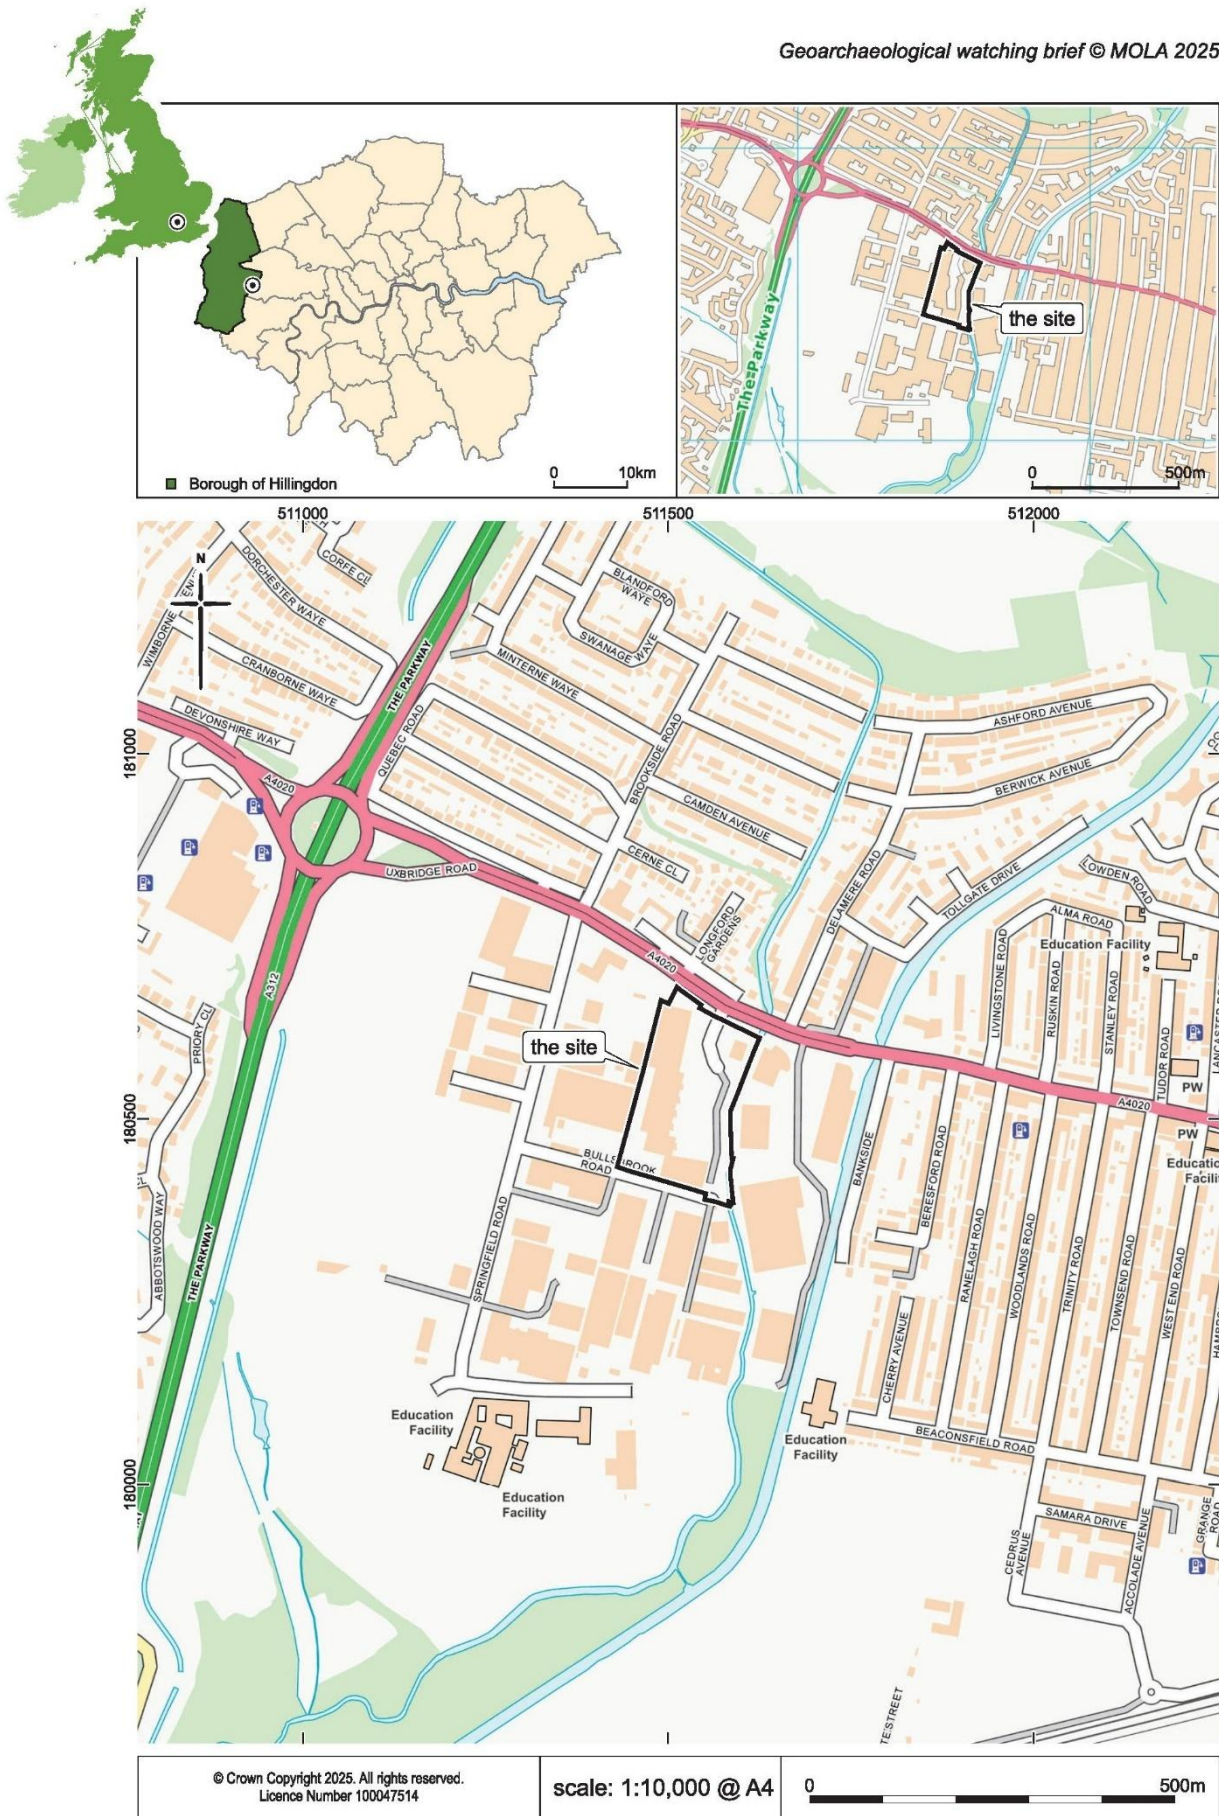 Geoarchaeological watching brief © MOLA 2025
Borough of Hillingdon
0 10km
The Parkway
the site
0 500m
511000 511500 512000
181000
180500
180000
N
WIMBORNE
DORCHESTER WAYE
CORFE CL
CRANBORNE WAYE
DEVONSHIRE WAY
A4020
THE PARKWAY
QUEBEC ROAD
BLANDFORD
WAYE
SWANAGE WAYE
MINTERNE WAYE
BROOKSIDE ROAD
CAMDEN AVENUE
CERNE CL
UXBRIDGE ROAD
LONGFORD
GARDENS
A4020
ASHFORD AVENUE
BERWICK AVENUE
DELAMERE ROAD
TOLLGATE DRIVE
LOWDEN ROAD
ALMA ROAD
Education Facility
LIVINGSTONE ROAD
RUSKIN ROAD
STANLEY ROAD
TUDOR ROAD
PW
A4020
PW
A312
PRIORY CL
ABBOTSWOOD WAY
THE PARKWAY
the site
BULLSBROOK
ROAD
SPRINGFIELD ROAD
BANKSIDE
BERESFORD ROAD
RANELAGH ROAD
WOODLANDS ROAD
TRINITY ROAD
TOWNSEND ROAD
WEST END ROAD
CHERRY AVENUE
BEACONSFIELD ROAD
Education
Facility
Education
Facility
Education
Facility
SAMARA DRIVE
CEDRUS
AVENUE
ACCOLADE AVENUE
GRANGE
ROAD
© Crown Copyright 2025. All rights reserved.
Licence Number 100047514
scale: 1:10,000 @ A4
0 500m